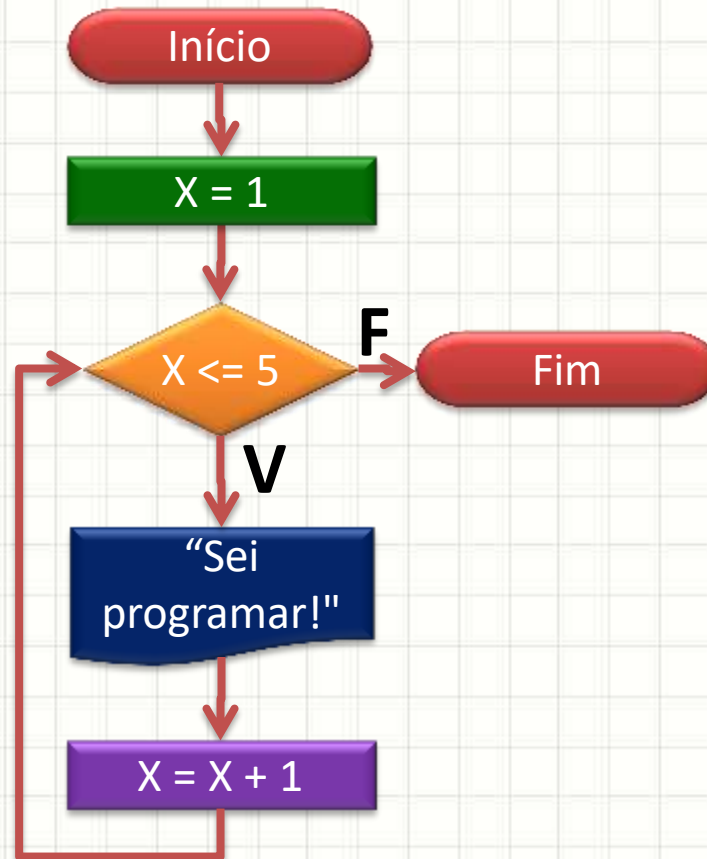 Início
X = 1
X <= 5
F
Fim
V
“Sei
programar!"
X = X + 1